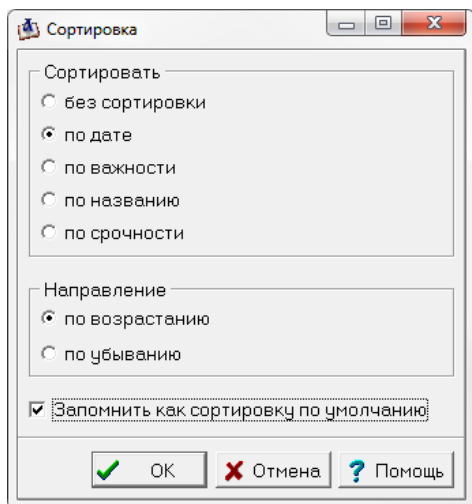 Сортировка
Сортировать
без сортировки
по дате
по важности
по названию
по срочности
Направление
по возрастанию
по убыванию
Запомнить как сортировку по умолчанию
OK Отмена Помощь